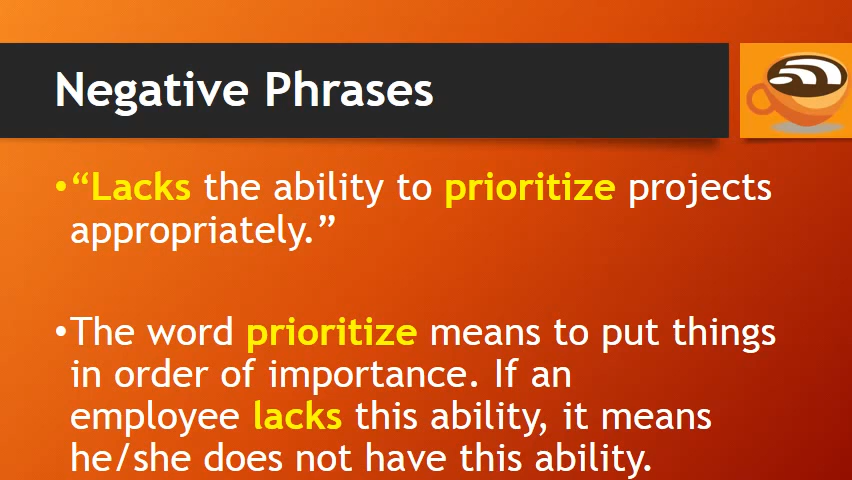 Negative Phrases
•“Lacks the ability to prioritize projects
appropriately.”
•The word prioritize means to put things
in order of importance. If an
employee lacks this ability, it means
he/she does not have this ability.